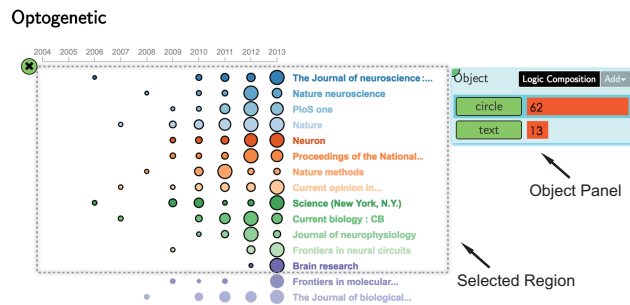 Optogenetic
2004 2005 2006 2007 2008 2009 2010 2011 2012 2013
Object Logic Composition Add
The Journal of neuroscience :...
Nature neuroscience
PloS one
Nature
Neuron
Proceedings of the National...
Nature methods
Current opinion in...
Science (New York, N.Y.)
Current biology : CB
Journal of neurophysiology
Frontiers in neural circuits
Brain research
Frontiers in molecular...
The Journal of biological...
circle 62
text 13
Object Panel
Selected Region